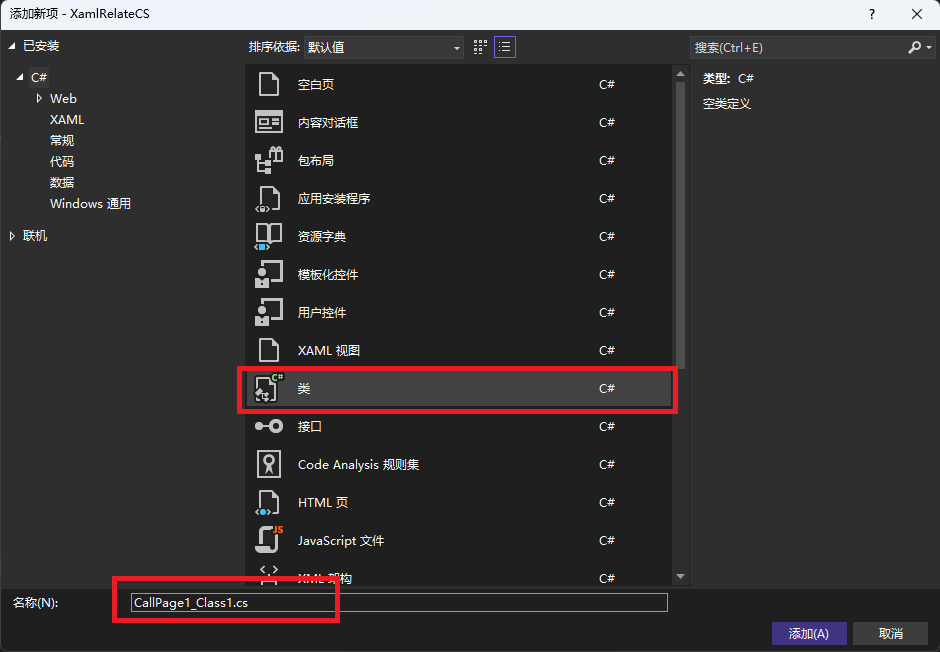 添加新项 - XamlRelateCS
?
已安装
排序依据:
默认值
搜索(Ctrl+E)
C#
Web
XAML
常规
代码
数据
Windows 通用
联机
空白页 C#
内容对话框 C#
包布局 C#
应用安装程序 C#
资源字典 C#
模板化控件 C#
用户控件 C#
XAML 视图 C#
C# 类 C#
接口 C#
Code Analysis 规则集 C#
HTML 页 C#
JS JavaScript 文件 C#
XML 架构 C#
类型: C#
空类定义
名称(N):
CallPage1_Class1.cs
添加(A)
取消